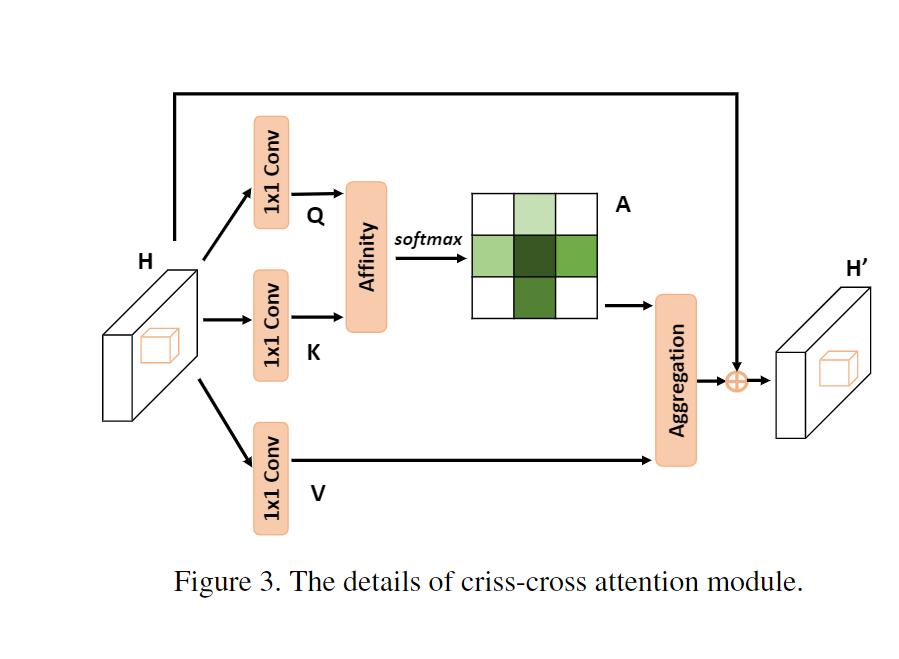 H
1x1 Conv
Q
1x1 Conv
K
1x1 Conv
V
Affinity
softmax
A
Aggregation
H’
Figure 3. The details of criss-cross attention module.